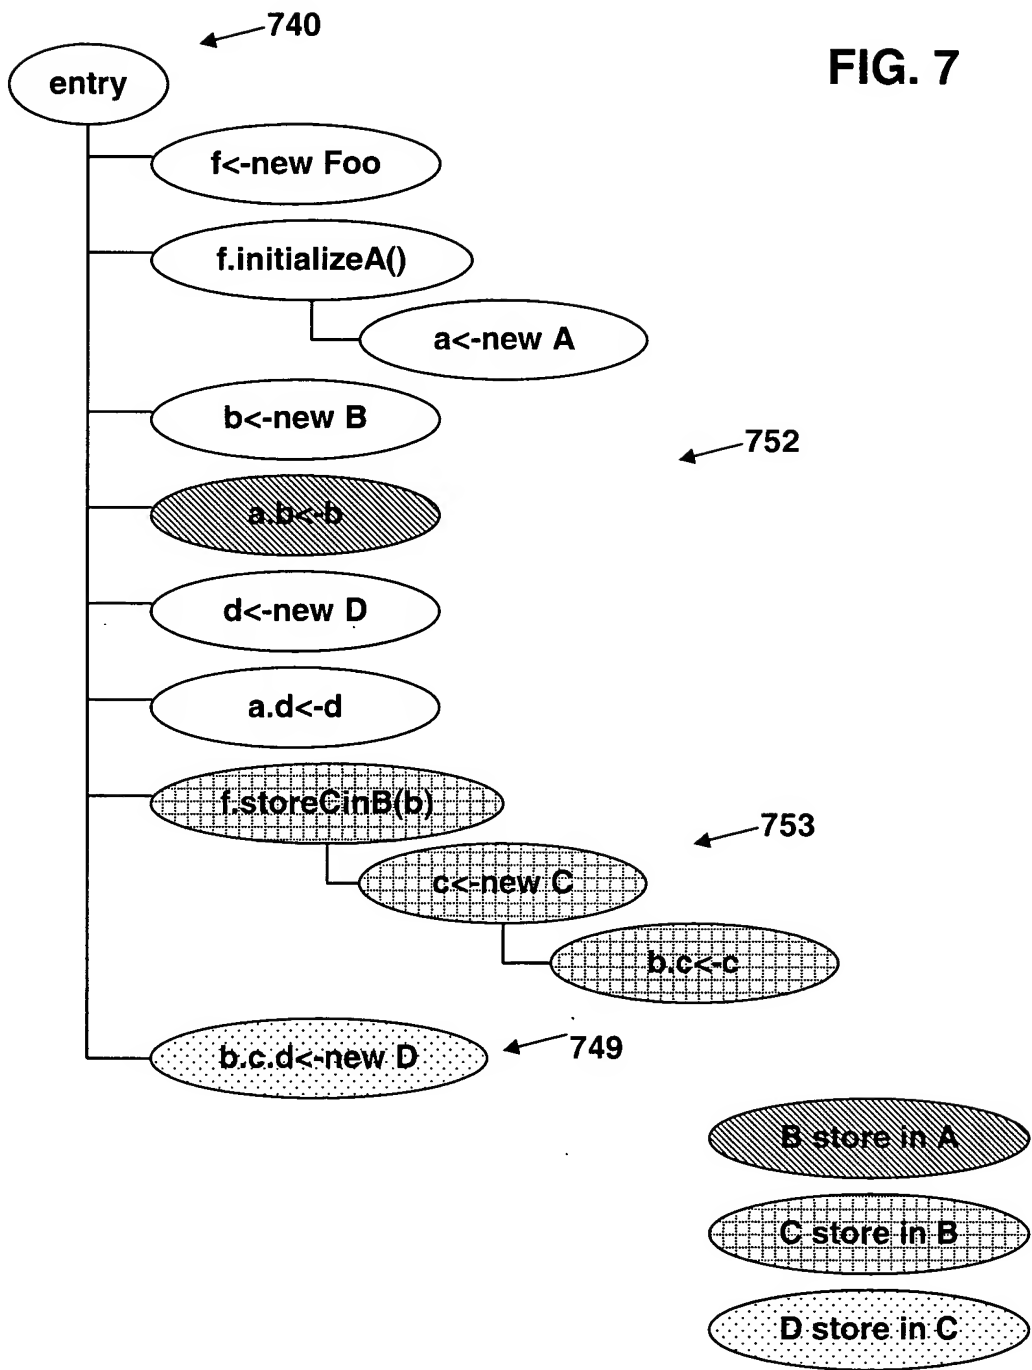 740
FIG. 7
entry
f<-new Foo
f.initializeA()
a<-new A
b<-new B
752
a.b<-b
d<-new D
a.d<-d
f.storeCinB(b)
753
c<-new C
b.c<-c
b.c.d<-new D
749
B store in A
C store in B
D store in C